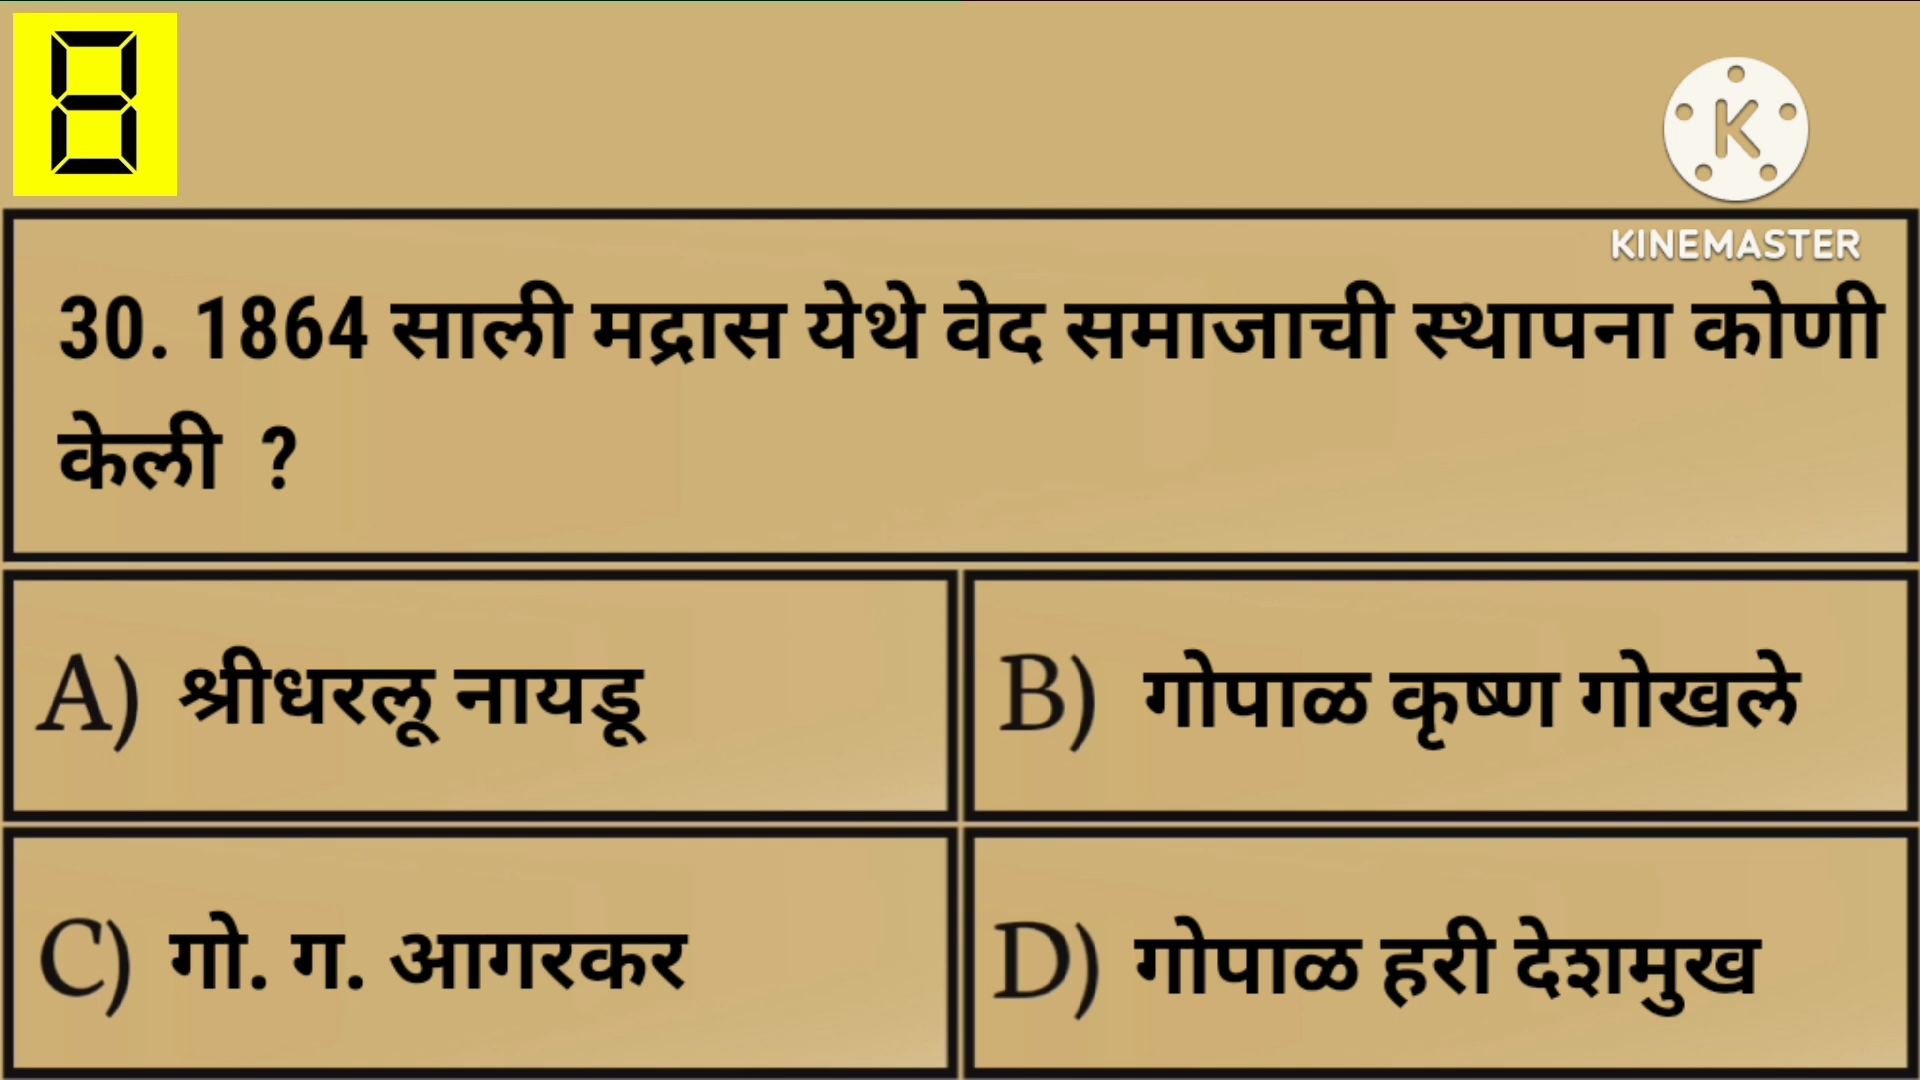 8
K
KINEMASTER
30. 1864 साली मद्रास येथे वेद समाजाची स्थापना कोणी
केली ?
A) श्रीधरलू नायडू
B) गोपाळ कृष्ण गोखले
C) गो. ग. आगरकर
D) गोपाळ हरी देशमुख